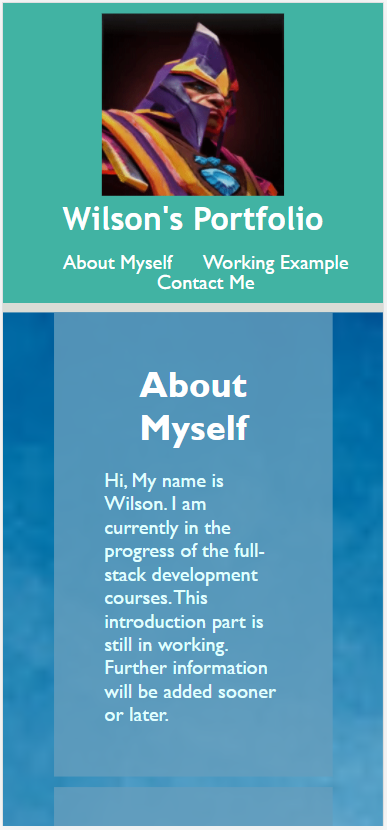 Wilson's Portfolio
About Myself Working Example
Contact Me
About
Myself
Hi, My name is
Wilson. I am
currently in the
progress of the full-
stack development
courses. This
introduction part is
still in working.
Further information
will be added sooner
or later.